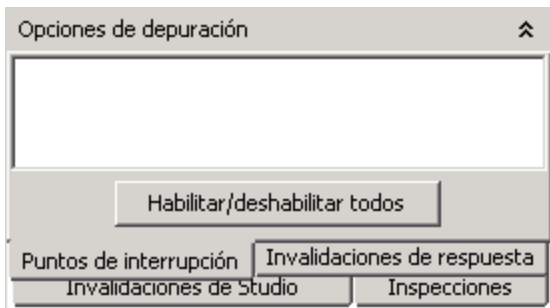 Opciones de depuración
Habilitar/deshabilitar todos
Puntos de interrupción
Invalidaciones de respuesta
Invalidaciones de Studio
Inspecciones